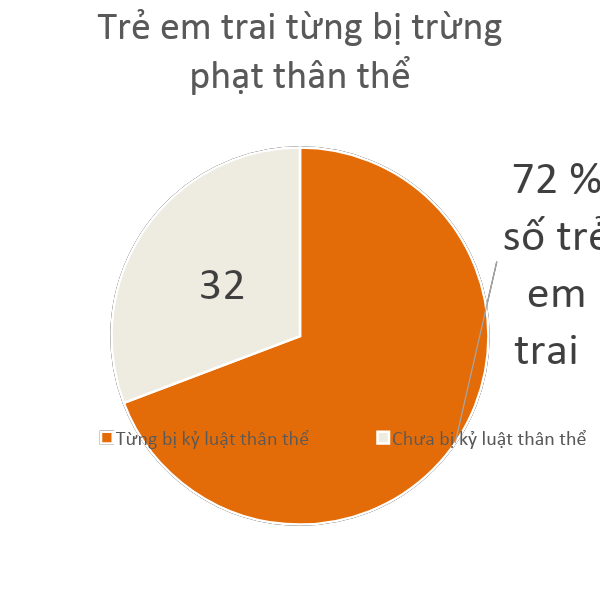 Trẻ em trai từng bị trừng
phạt thân thể
72 %
số trẻ
em
trai
32
Từng bị kỷ luật thân thể
Chưa bị kỷ luật thân thể